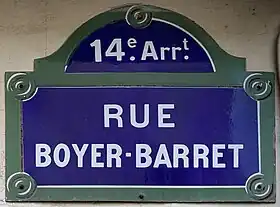 14e. Arrt.
RUE
BOYER-BARRET